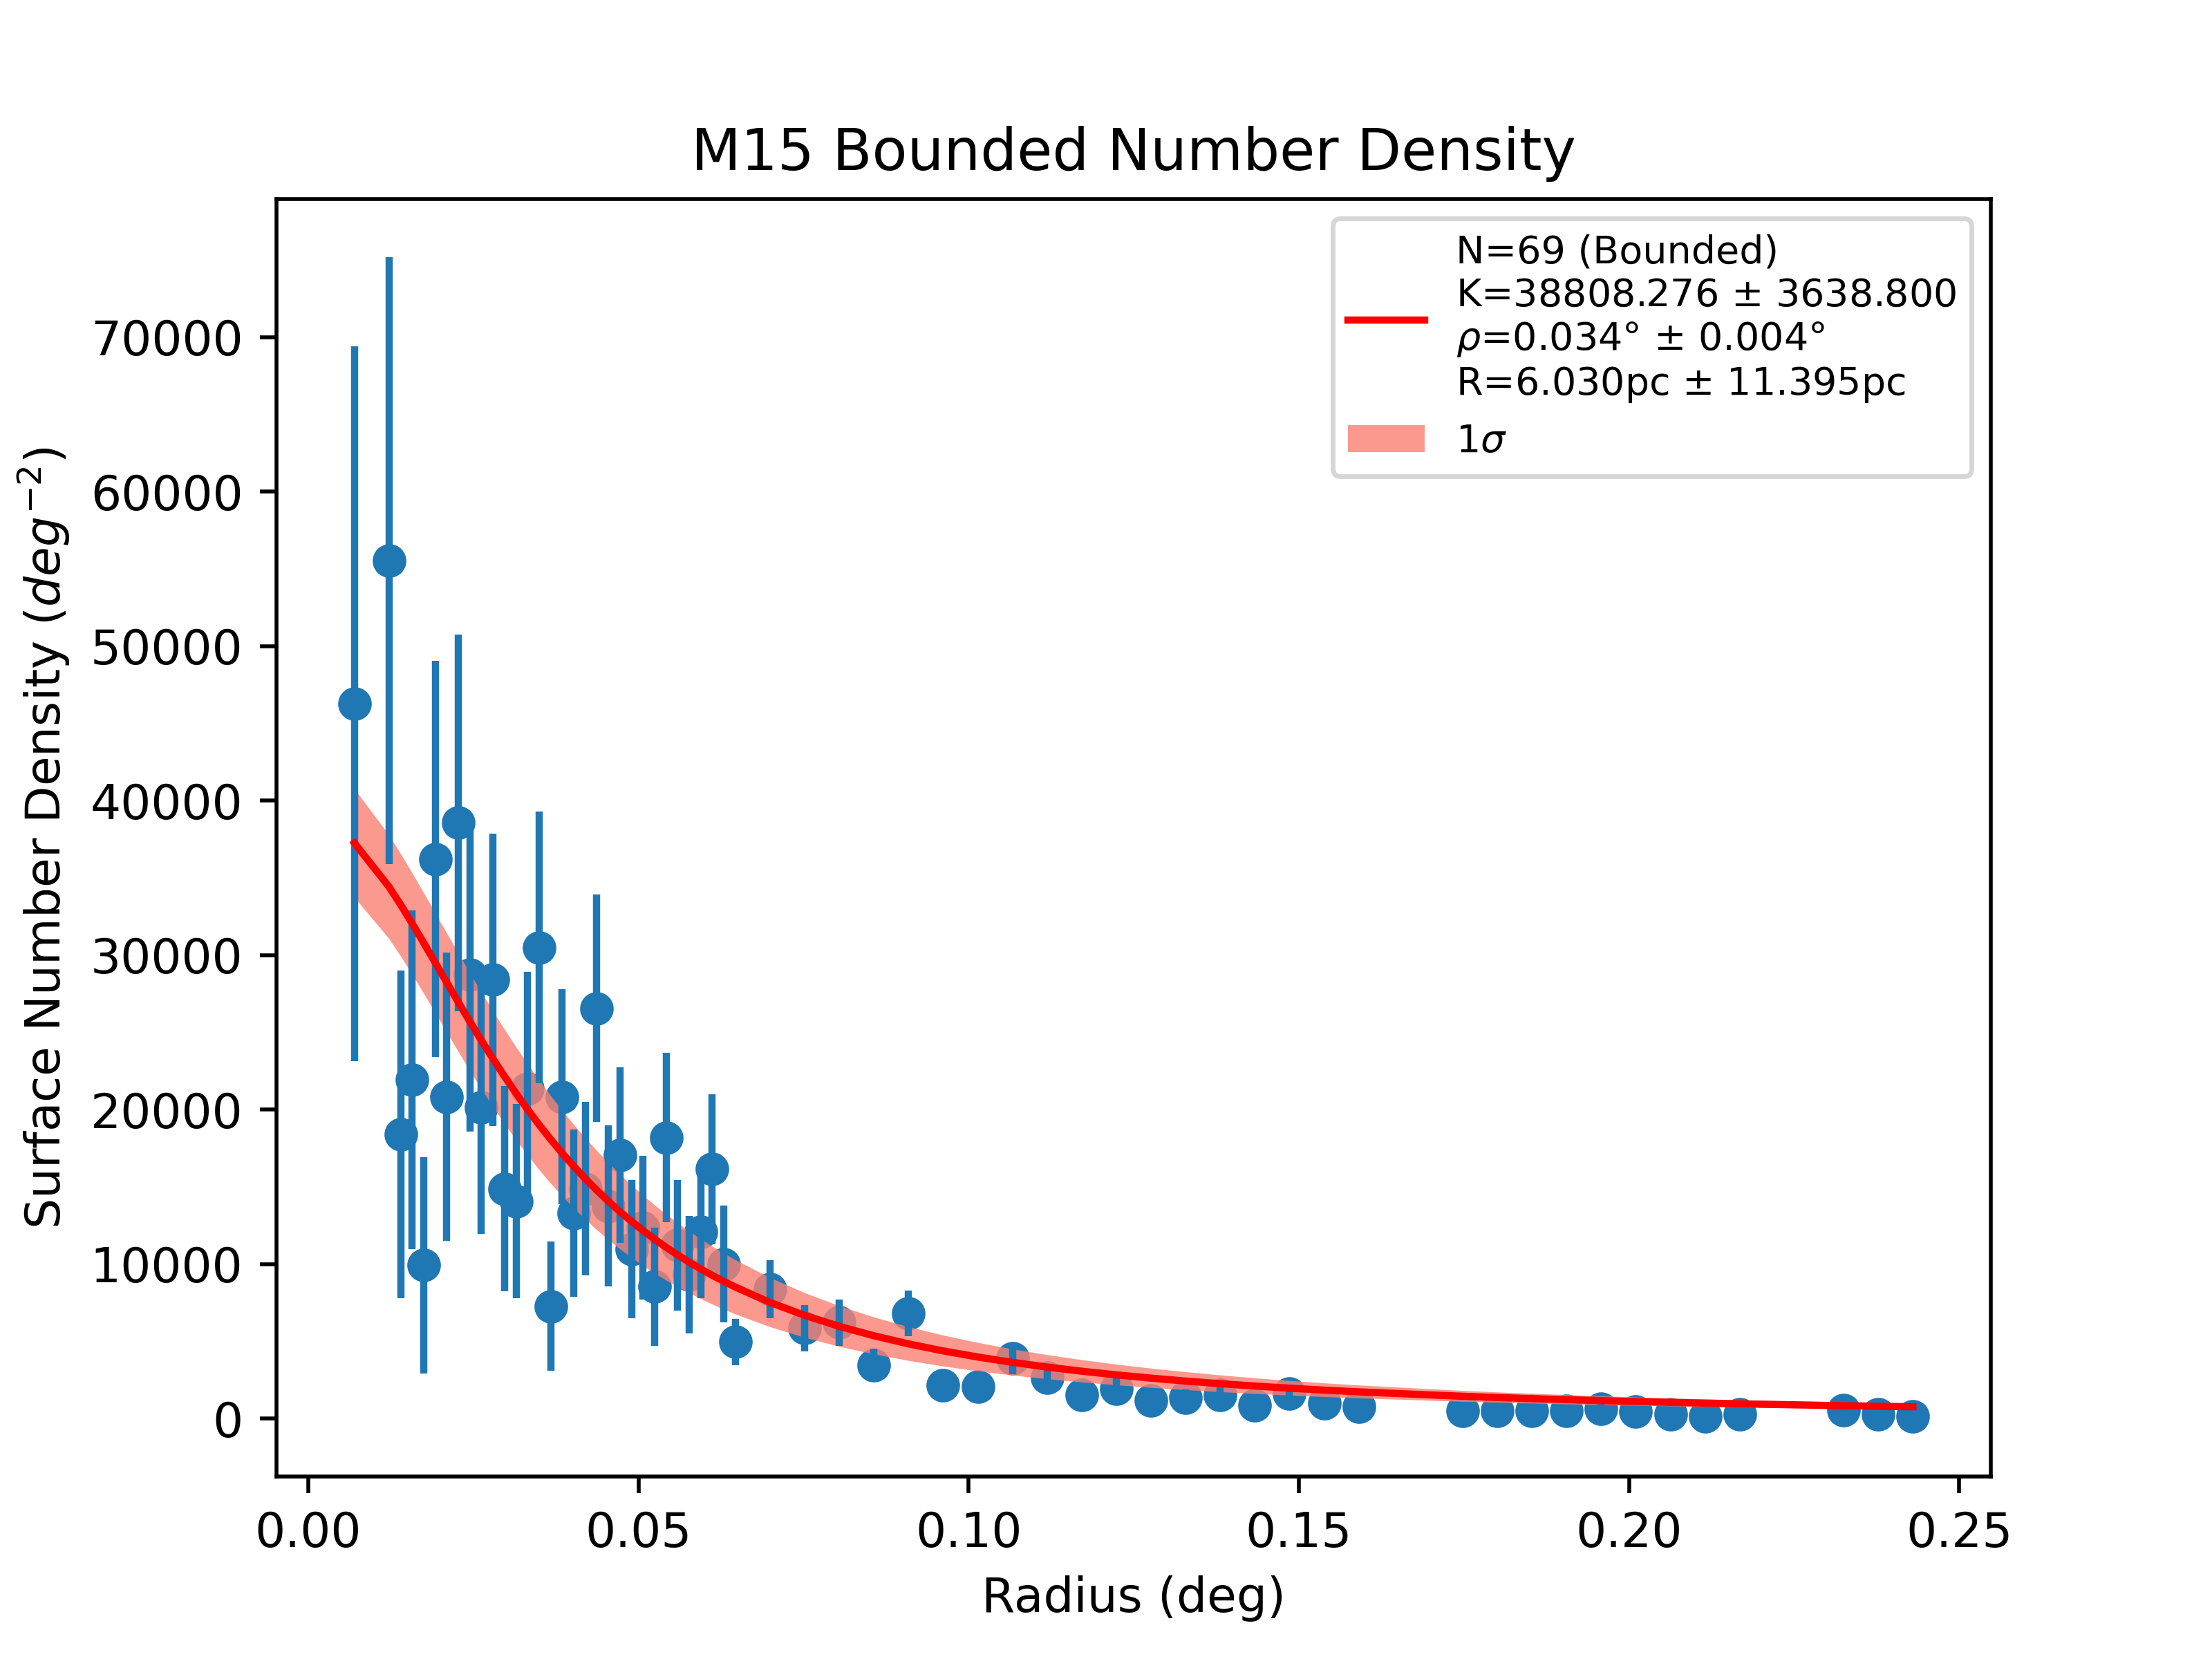 M15 Bounded Number Density
N=69 (Bounded)
K=38808.276 ± 3638.800
ρ=0.034° ± 0.004°
R=6.030pc ± 11.395pc
1σ
Surface Number Density (deg⁻²)
70000
60000
50000
40000
30000
20000
10000
0
0.00 0.05 0.10 0.15 0.20 0.25
Radius (deg)